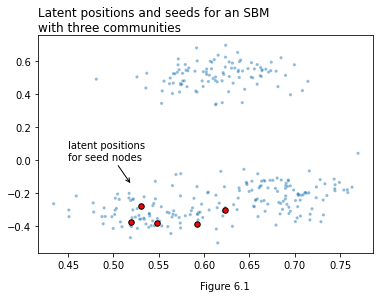 Latent positions and seeds for an SBM
with three communities
0.6
0.4
0.2
0.0
−0.2
−0.4
latent positions
for seed nodes
0.45 0.50 0.55 0.60 0.65 0.70 0.75
Figure 6.1